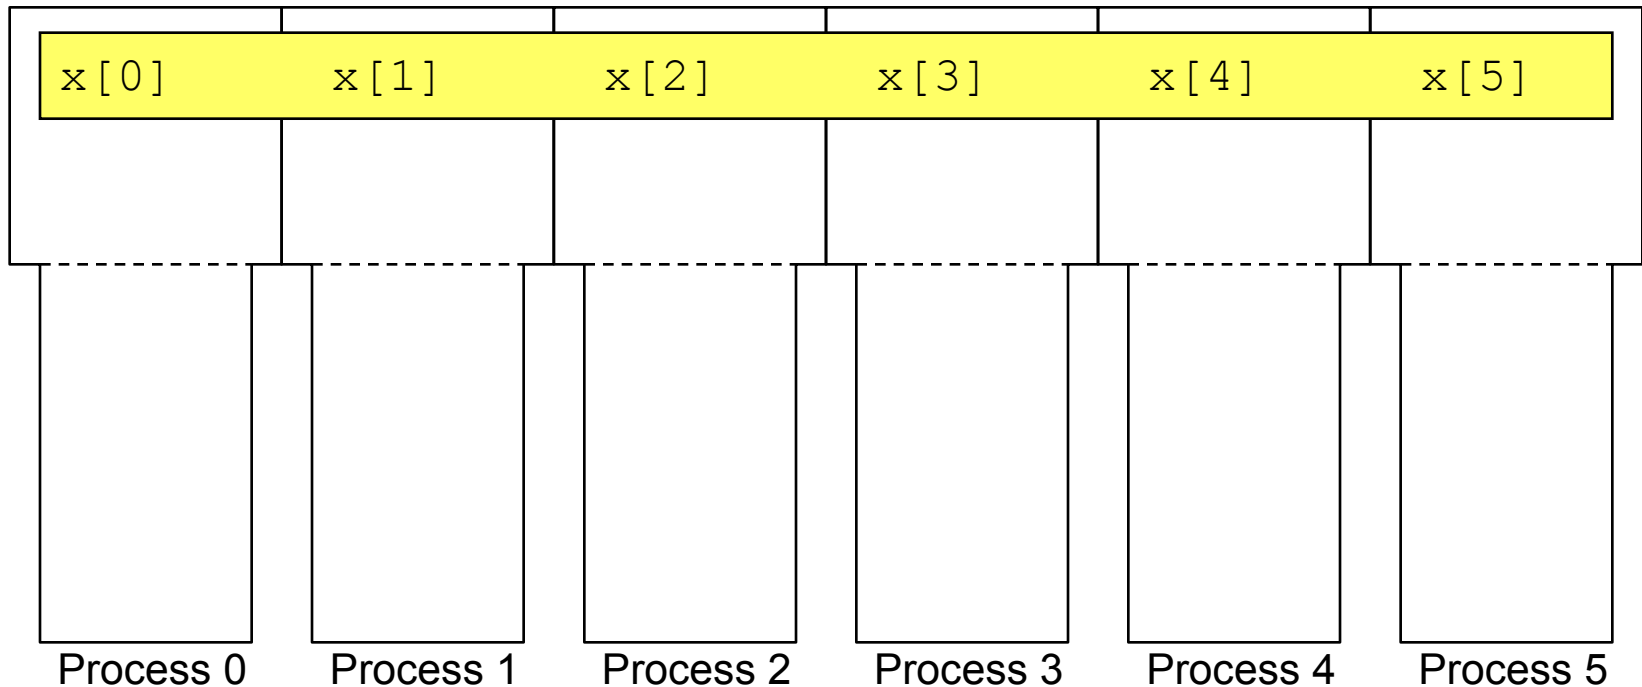 x[0] x[1] x[2] x[3] x[4] x[5]
Process 0 Process 1 Process 2 Process 3 Process 4 Process 5